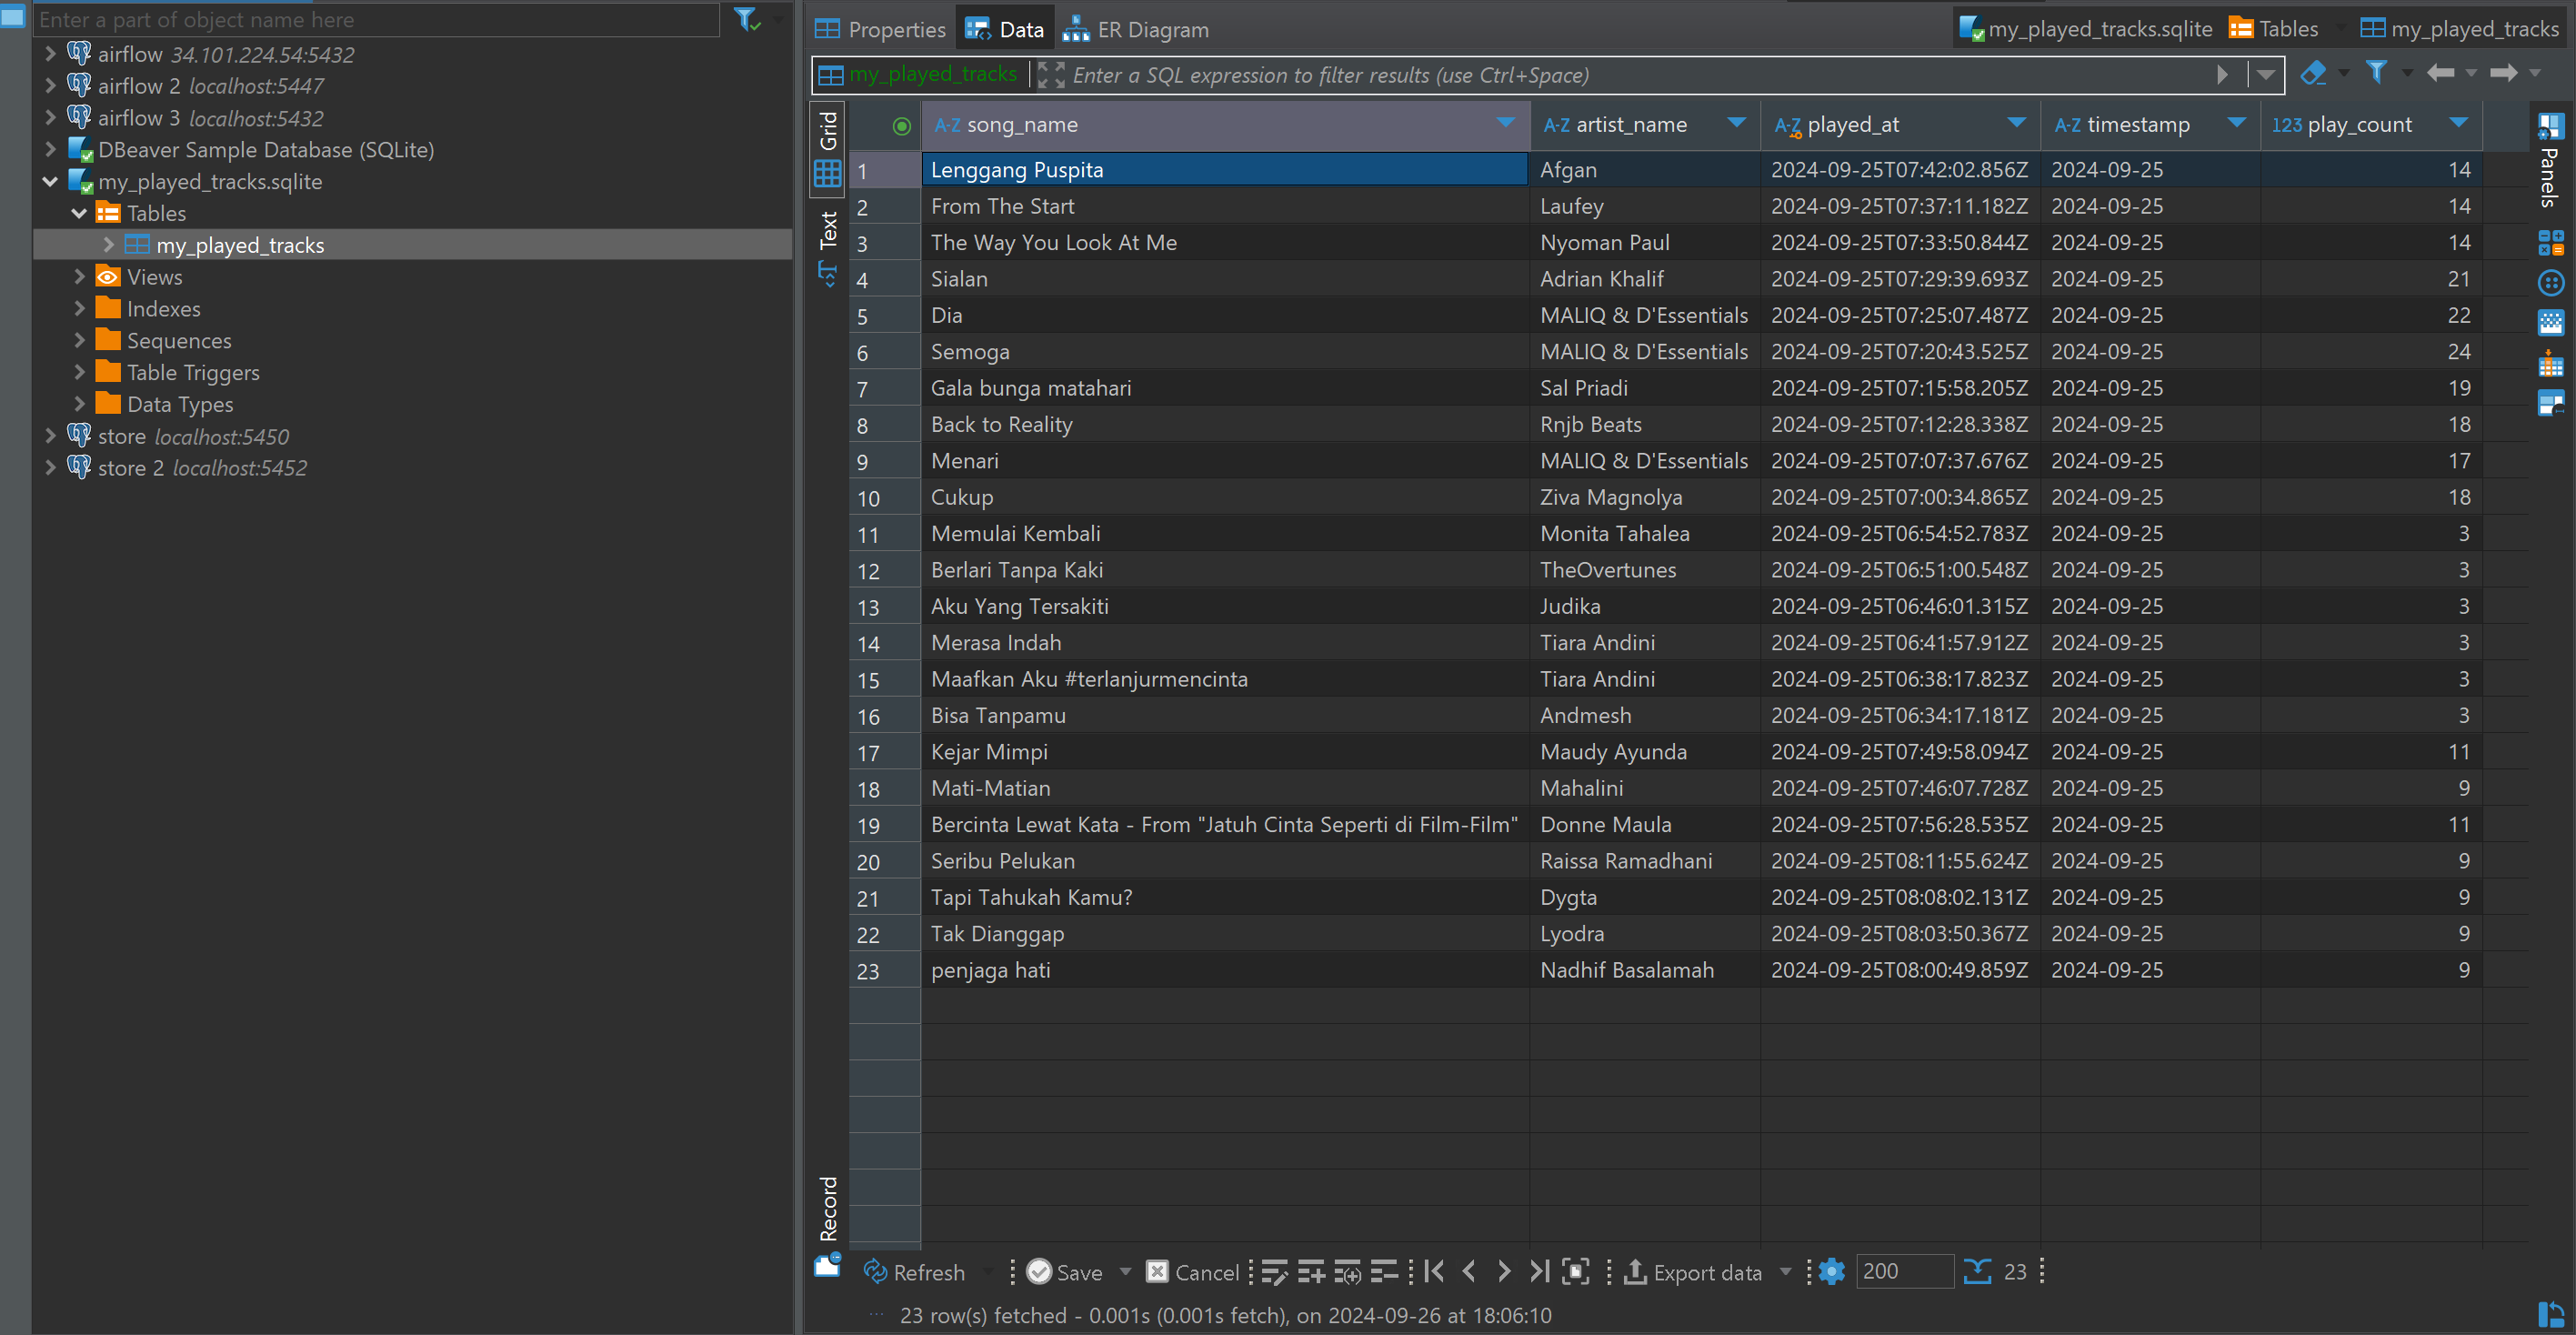 Enter a part of object name here
airflow 34.101.224.54:5432
airflow 2 localhost:5447
airflow 3 localhost:5432
DBeaver Sample Database (SQLite)
my_played_tracks.sqlite
Tables
my_played_tracks
Views
Indexes
Sequences
Table Triggers
Data Types
store localhost:5450
store 2 localhost:5452
Properties Data ER Diagram my_played_tracks.sqlite Tables my_played_tracks
my_played_tracks Enter a SQL expression to filter results (use Ctrl+Space)
Grid
Text
Record
Panels
A-Z song_name A-Z artist_name A-Z played_at A-Z timestamp 123 play_count
1 Lenggang Puspita Afgan 2024-09-25T07:42:02.856Z 2024-09-25 14
2 From The Start Laufey 2024-09-25T07:37:11.182Z 2024-09-25 14
3 The Way You Look At Me Nyoman Paul 2024-09-25T07:33:50.844Z 2024-09-25 14
4 Sialan Adrian Khalif 2024-09-25T07:29:39.693Z 2024-09-25 21
5 Dia MALIQ & D'Essentials 2024-09-25T07:25:07.487Z 2024-09-25 22
6 Semoga MALIQ & D'Essentials 2024-09-25T07:20:43.525Z 2024-09-25 24
7 Gala bunga matahari Sal Priadi 2024-09-25T07:15:58.205Z 2024-09-25 19
8 Back to Reality Rnjb Beats 2024-09-25T07:12:28.338Z 2024-09-25 18
9 Menari MALIQ & D'Essentials 2024-09-25T07:07:37.676Z 2024-09-25 17
10 Cukup Ziva Magnolya 2024-09-25T07:00:34.865Z 2024-09-25 18
11 Memulai Kembali Monita Tahalea 2024-09-25T06:54:52.783Z 2024-09-25 3
12 Berlari Tanpa Kaki TheOvertunes 2024-09-25T06:51:00.548Z 2024-09-25 3
13 Aku Yang Tersakiti Judika 2024-09-25T06:46:01.315Z 2024-09-25 3
14 Merasa Indah Tiara Andini 2024-09-25T06:41:57.912Z 2024-09-25 3
15 Maafkan Aku #terlanjurmencinta Tiara Andini 2024-09-25T06:38:17.823Z 2024-09-25 3
16 Bisa Tanpamu Andmesh 2024-09-25T06:34:17.181Z 2024-09-25 3
17 Kejar Mimpi Maudy Ayunda 2024-09-25T07:49:58.094Z 2024-09-25 11
18 Mati-Matian Mahalini 2024-09-25T07:46:07.728Z 2024-09-25 9
19 Bercinta Lewat Kata - From "Jatuh Cinta Seperti di Film-Film" Donne Maula 2024-09-25T07:56:28.535Z 2024-09-25 11
20 Seribu Pelukan Raissa Ramadhani 2024-09-25T08:11:55.624Z 2024-09-25 9
21 Tapi Tahukah Kamu? Dygta 2024-09-25T08:08:02.131Z 2024-09-25 9
22 Tak Dianggap Lyodra 2024-09-25T08:03:50.367Z 2024-09-25 9
23 penjaga hati Nadhif Basalamah 2024-09-25T08:00:49.859Z 2024-09-25 9
Refresh Save Cancel Export data 200 23
23 row(s) fetched - 0.001s (0.001s fetch), on 2024-09-26 at 18:06:10